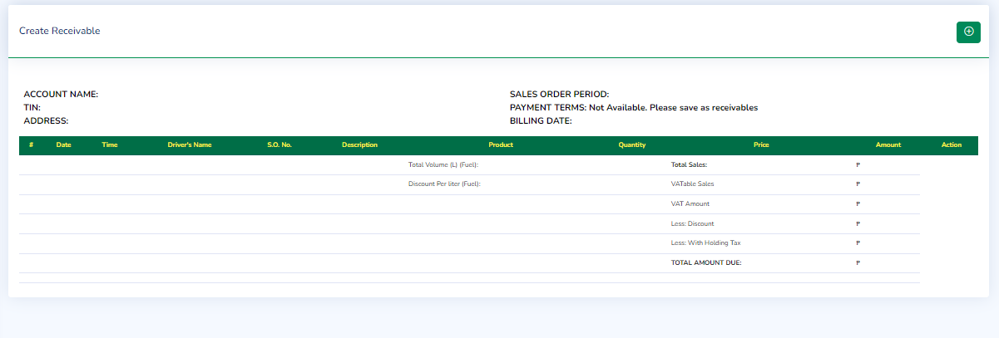 Create Receivable
ACCOUNT NAME: SALES ORDER PERIOD:
TIN: PAYMENT TERMS: Not Available. Please save as receivables
ADDRESS: BILLING DATE:
# Date Time Driver's Name S.O. No. Description Product Quantity Price Amount Action
Total Volume (L) (Fuel): Total Sales: ₱
Discount Per liter (Fuel): VATable Sales ₱
VAT Amount ₱
Less: Discount ₱
Less: With Holding Tax ₱
TOTAL AMOUNT DUE: ₱